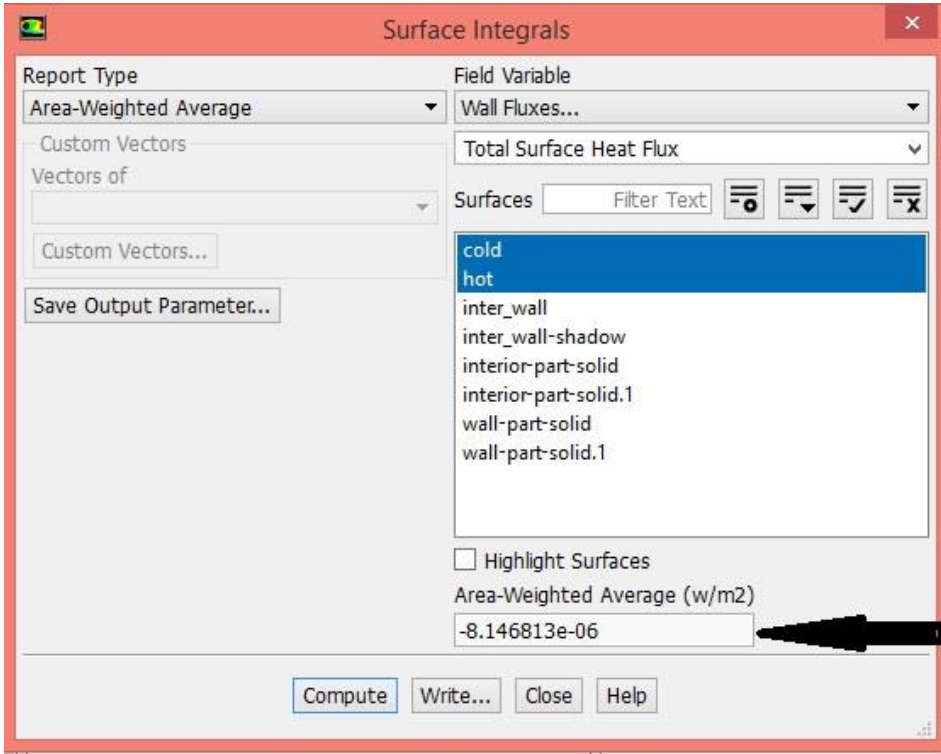 Surface Integrals
×
Report Type
Area-Weighted Average
Custom Vectors
Vectors of
Custom Vectors...
Save Output Parameter...
Field Variable
Wall Fluxes...
Total Surface Heat Flux
Surfaces Filter Text
cold
hot
inter_wall
inter_wall-shadow
interior-part-solid
interior-part-solid.1
wall-part-solid
wall-part-solid.1
Highlight Surfaces
Area-Weighted Average (w/m2)
-8.146813e-06
Compute Write... Close Help